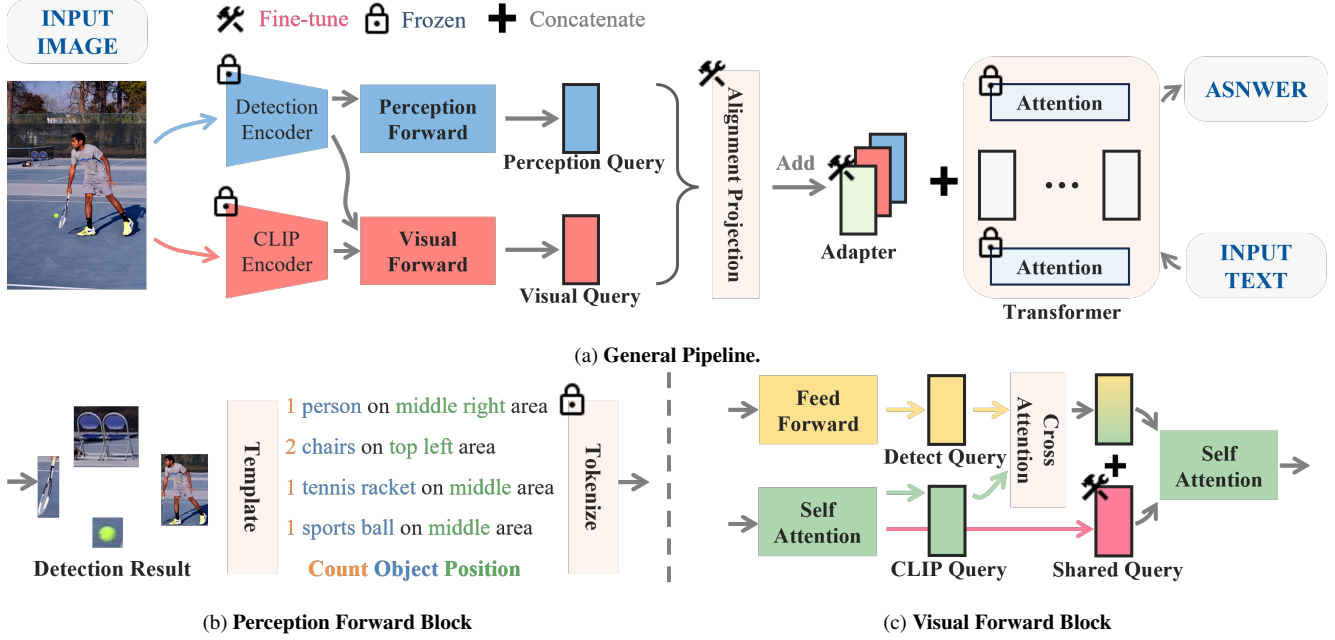 INPUT
IMAGE
Fine-tune
Frozen
Concatenate
Detection
Encoder
Perception
Forward
Perception Query
CLIP
Encoder
Visual
Forward
Visual Query
Alignment Projection
Add
Adapter
Attention
...
Attention
Transformer
ASNWER
INPUT
TEXT
(a) General Pipeline.
Detection Result
Template
1 person on middle right area
2 chairs on top left area
1 tennis racket on middle area
1 sports ball on middle area
Count Object Position
Tokenize
(b) Perception Forward Block
Feed
Forward
Detect Query
Cross
Attention
Self
Attention
CLIP Query
Shared Query
Self
Attention
(c) Visual Forward Block